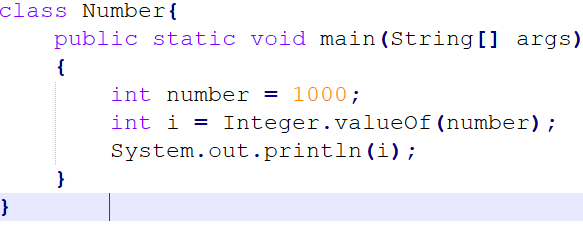 class Number{
    public static void main(String[] args)
    {
        int number = 1000;
        int i = Integer.valueOf(number);
        System.out.println(i);
    }
}